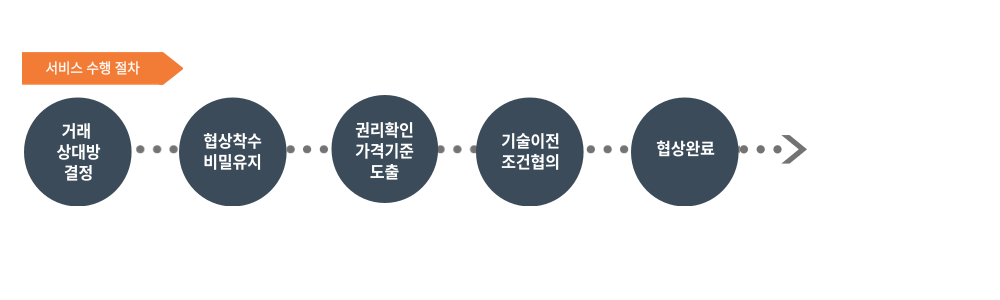 서비스 수행 절차
거래
상대방
결정
협상착수
비밀유지
권리확인
가격기준
도출
기술이전
조건협의
협상완료